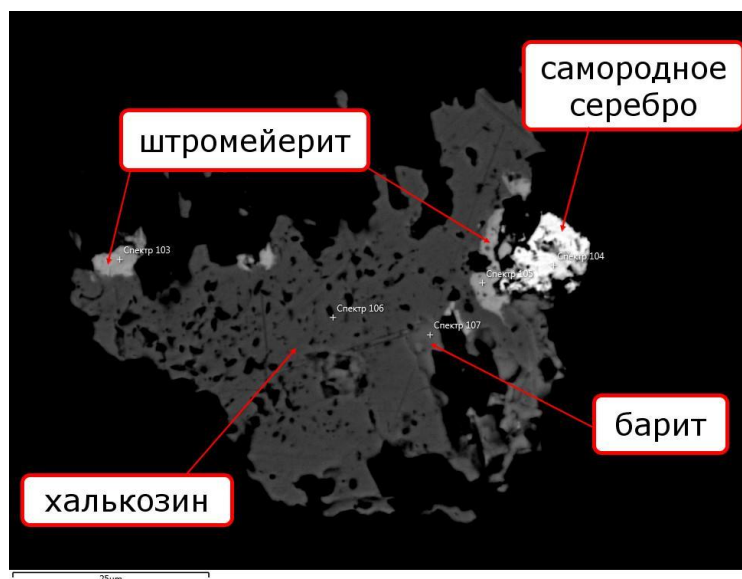 самородное
серебро
штромейерит
Спектр 103
Спектр 104
Спектр 105
Спектр 106
Спектр 107
барит
халькозин
25µm